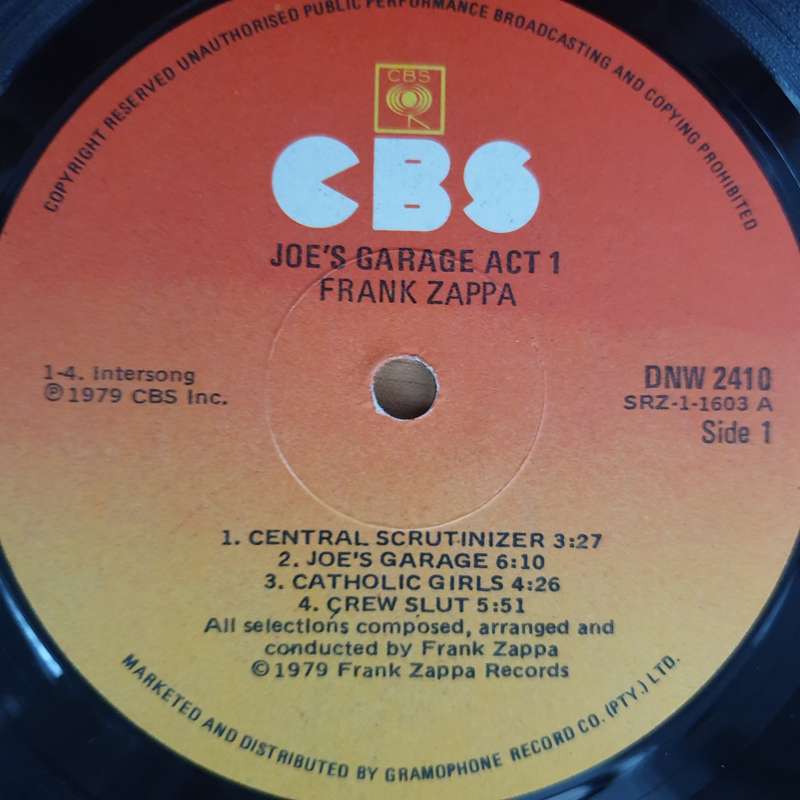 COPYRIGHT RESERVED UNAUTHORISED PUBLIC PERFORMANCE BROADCASTING AND COPYING PROHIBITED
CBS
CBS
JOE'S GARAGE ACT 1
FRANK ZAPPA
1-4. Intersong
℗ 1979 CBS Inc.
DNW 2410
SRZ-1-1603 A
Side 1
1. CENTRAL SCRUTINIZER 3:27
2. JOE'S GARAGE 6:10
3. CATHOLIC GIRLS 4:26
4. CREW SLUT 5:51
All selections composed, arranged and
conducted by Frank Zappa
© 1979 Frank Zappa Records
MARKETED AND DISTRIBUTED BY GRAMOPHONE RECORD CO. (PTY.) LTD.